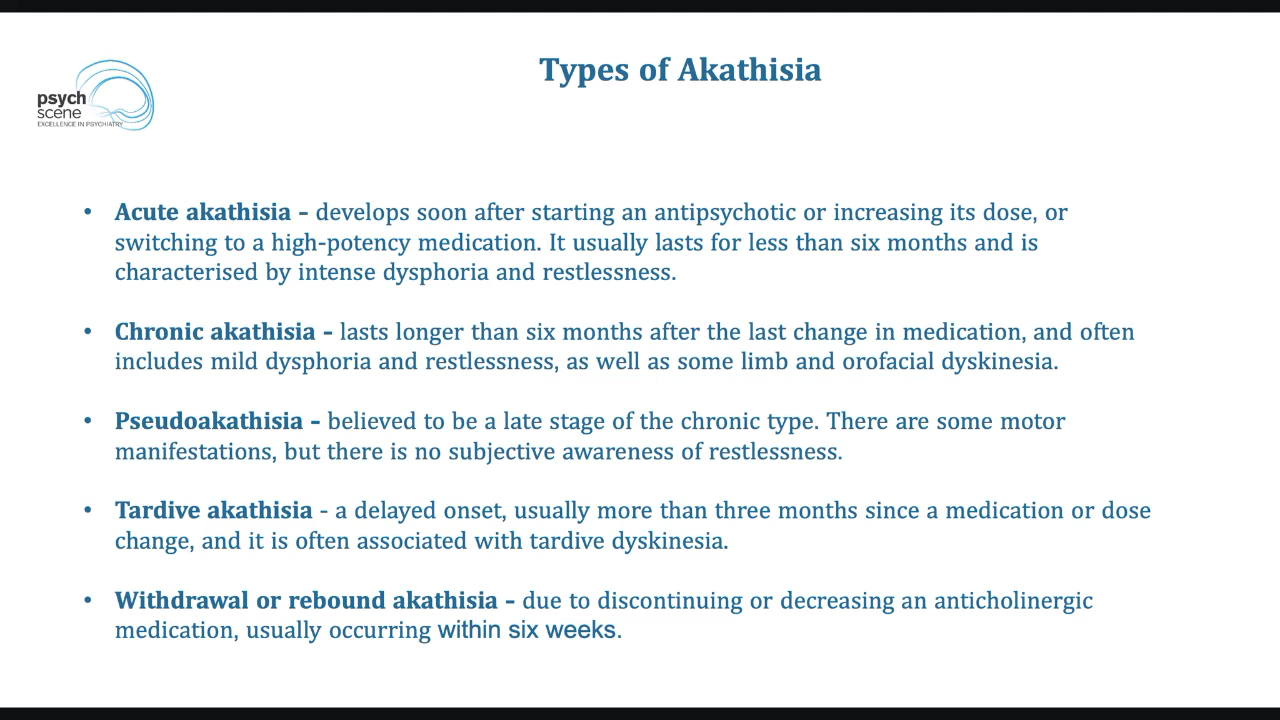 Types of Akathisia
psych
scene
EXCELLENCE IN PSYCHIATRY
• Acute akathisia – develops soon after starting an antipsychotic or increasing its dose, or
switching to a high-potency medication. It usually lasts for less than six months and is
characterised by intense dysphoria and restlessness.
• Chronic akathisia – lasts longer than six months after the last change in medication, and often
includes mild dysphoria and restlessness, as well as some limb and orofacial dyskinesia.
• Pseudoakathisia – believed to be a late stage of the chronic type. There are some motor
manifestations, but there is no subjective awareness of restlessness.
• Tardive akathisia - a delayed onset, usually more than three months since a medication or dose
change, and it is often associated with tardive dyskinesia.
• Withdrawal or rebound akathisia – due to discontinuing or decreasing an anticholinergic
medication, usually occurring within six weeks.